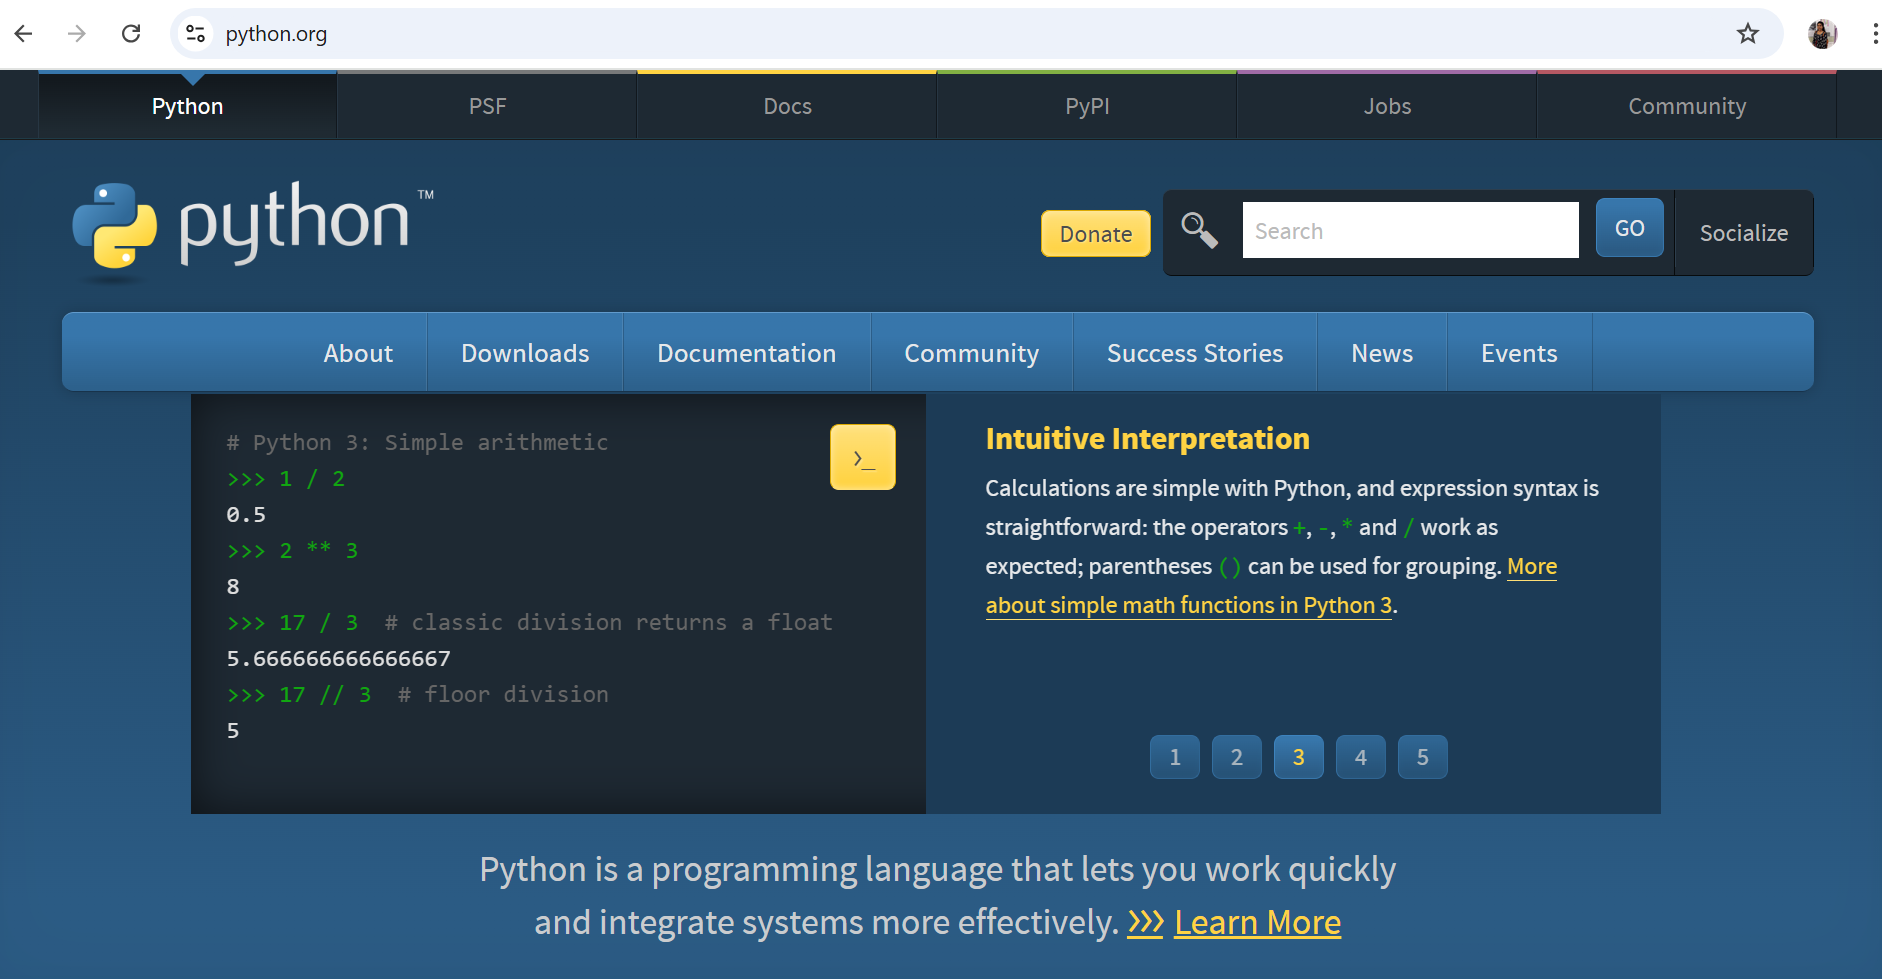 python.org
Python PSF Docs PyPI Jobs Community
python™
Donate Search GO Socialize
About Downloads Documentation Community Success Stories News Events
# Python 3: Simple arithmetic
>>> 1 / 2
0.5
>>> 2 ** 3
8
>>> 17 / 3  # classic division returns a float
5.666666666666667
>>> 17 // 3  # floor division
5
>_
Intuitive Interpretation
Calculations are simple with Python, and expression syntax is
straightforward: the operators +, -, * and / work as
expected; parentheses () can be used for grouping. More
about simple math functions in Python 3.
1 2 3 4 5
Python is a programming language that lets you work quickly
and integrate systems more effectively. >>> Learn More